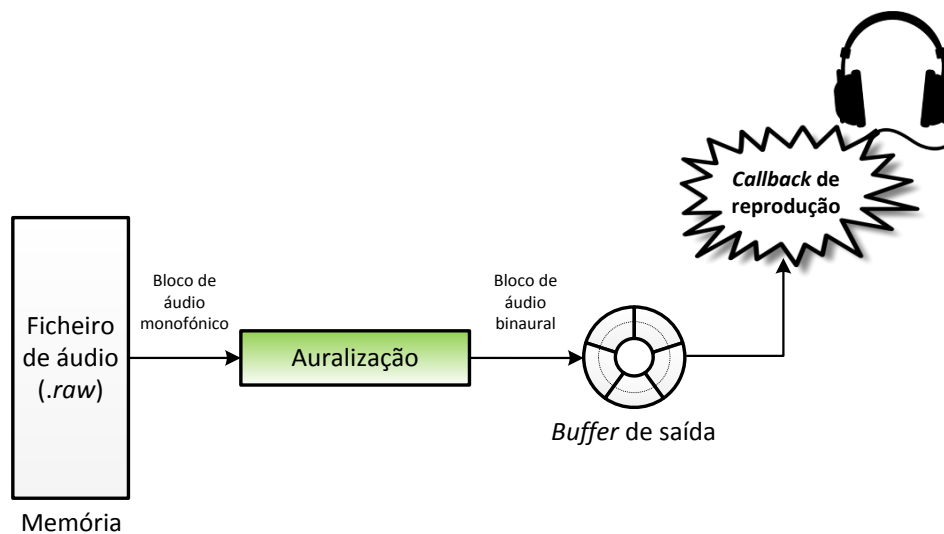 Ficheiro
de áudio
(.raw)
Memória
Bloco de
áudio
monofónico
Auralização
Bloco de
áudio
binaural
Buffer de saída
Callback de
reprodução